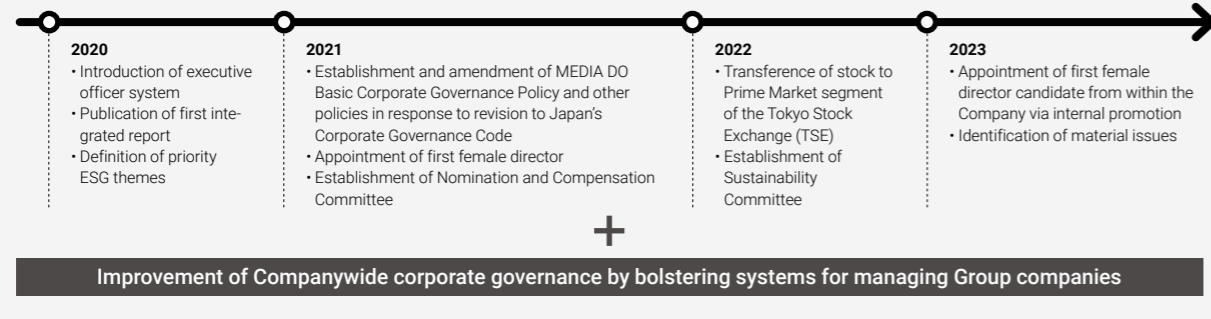 2020
• Introduction of executive
officer system
• Publication of first inte-
grated report
• Definition of priority
ESG themes
2021
• Establishment and amendment of MEDIA DO
Basic Corporate Governance Policy and other
policies in response to revision to Japan's
Corporate Governance Code
• Appointment of first female director
• Establishment of Nomination and Compensation
Committee
2022
• Transference of stock to
Prime Market segment
of the Tokyo Stock
Exchange (TSE)
• Establishment of
Sustainability
Committee
2023
• Appointment of first female
director candidate from within the
Company via internal promotion
• Identification of material issues
+
Improvement of Companywide corporate governance by bolstering systems for managing Group companies